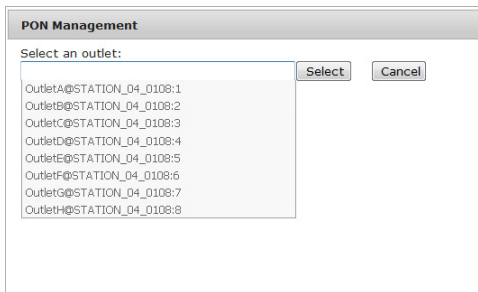 PON Management
Select an outlet:
Select Cancel
OutletA@STATION_04_0108:1
OutletB@STATION_04_0108:2
OutletC@STATION_04_0108:3
OutletD@STATION_04_0108:4
OutletE@STATION_04_0108:5
OutletF@STATION_04_0108:6
OutletG@STATION_04_0108:7
OutletH@STATION_04_0108:8